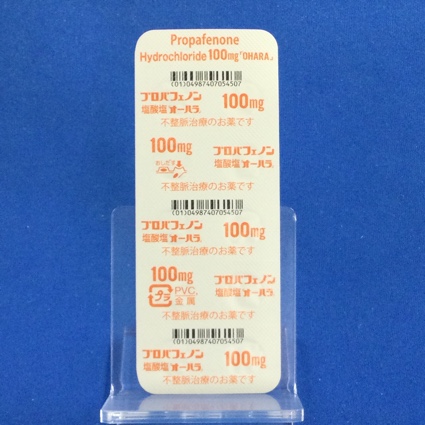 Propafenone
Hydrochloride 100mg「OHARA」
(01)04987407054507
プロパフェノン
塩酸塩「オーハラ」 100mg
不整脈治療のお薬です
100mg プロパフェノン
おしだす 塩酸塩「オーハラ」
不整脈治療のお薬です
(01)04987407054507
プロパフェノン
塩酸塩「オーハラ」 100mg
不整脈治療のお薬です
100mg プロパフェノン
プラ PVC, 塩酸塩「オーハラ」
金属
不整脈治療のお薬です
(01)04987407054507
プロパフェノン
塩酸塩「オーハラ」 100mg
不整脈治療のお薬です